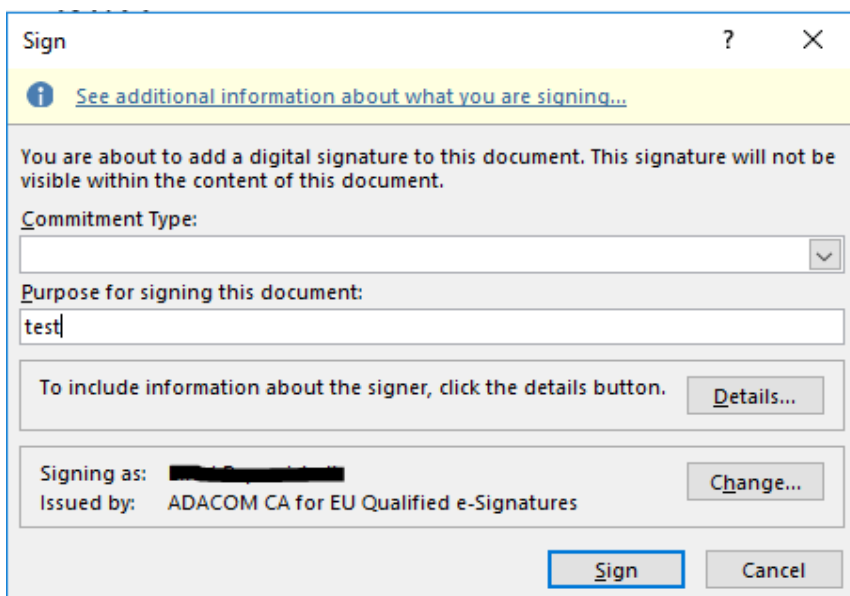 Sign
?
See additional information about what you are signing...
You are about to add a digital signature to this document. This signature will not be
visible within the content of this document.
Commitment Type:
Purpose for signing this document:
test
To include information about the signer, click the details button.
Details...
Signing as:
Change...
Issued by: ADACOM CA for EU Qualified e-Signatures
Sign
Cancel